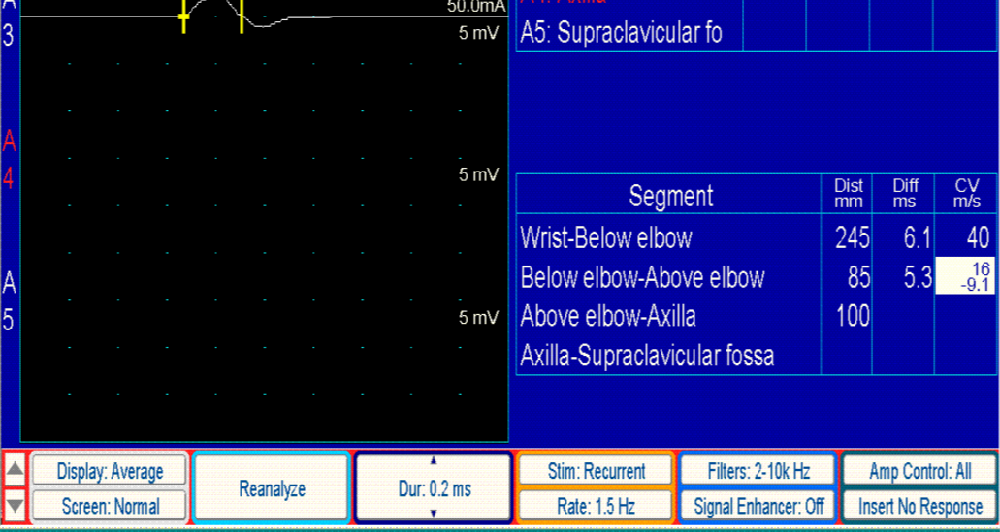 A
50.0mA
3
5 mV
A4: Axilla
A5: Supraclavicular fo
A
4
5 mV
Segment
Dist
mm
Diff
ms
CV
m/s
Wrist-Below elbow 245 6.1 40
Below elbow-Above elbow 85 5.3 16
-9.1
A
5
5 mV
Above elbow-Axilla 100
Axilla-Supraclavicular fossa
Display: Average
Screen: Normal
Reanalyze
Dur: 0.2 ms
Stim: Recurrent
Rate: 1.5 Hz
Filters: 2-10k Hz
Signal Enhancer: Off
Amp Control: All
Insert No Response